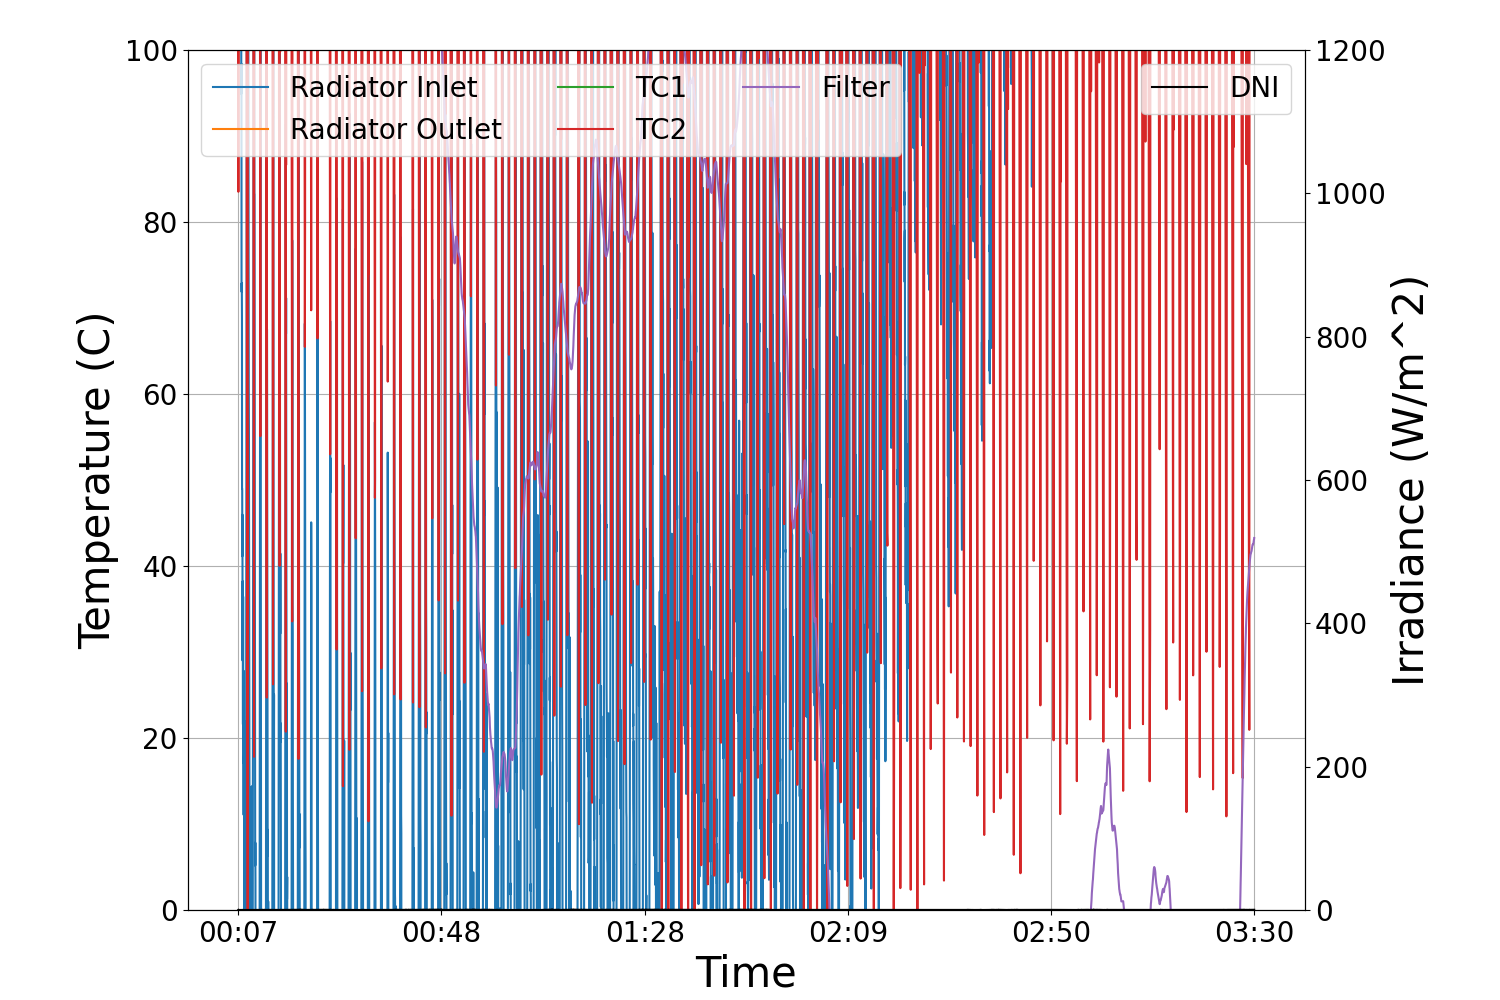 100
80
60
40
20
0
Temperature (C)
Radiator Inlet
Radiator Outlet
TC1
TC2
Filter
DNI
1200
1000
800
600
400
200
0
Irradiance (W/m^2)
00:07
00:48
01:28
02:09
02:50
03:30
Time